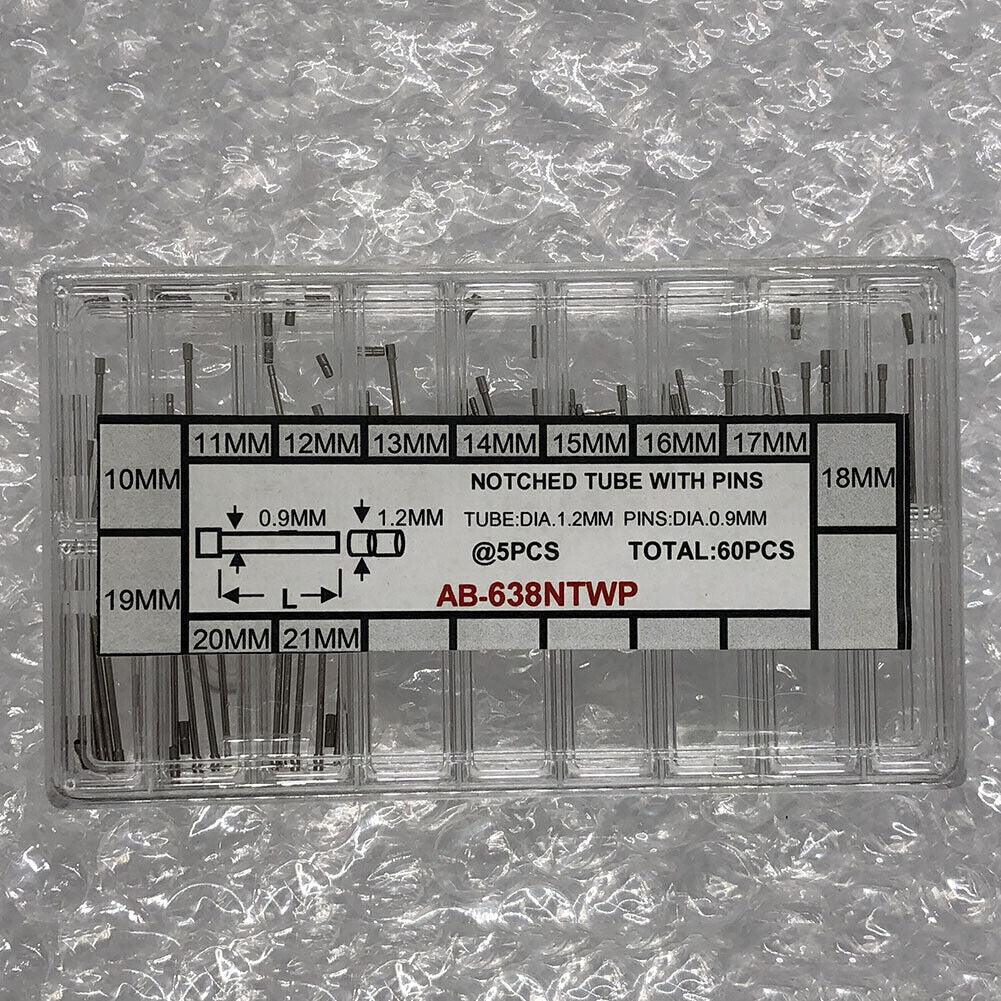 11MM 12MM 13MM 14MM 15MM 16MM 17MM
10MM
18MM
NOTCHED TUBE WITH PINS
0.9MM 1.2MM
TUBE:DIA.1.2MM PINS:DIA.0.9MM
@5PCS TOTAL:60PCS
L
AB-638NTWP
19MM
20MM 21MM